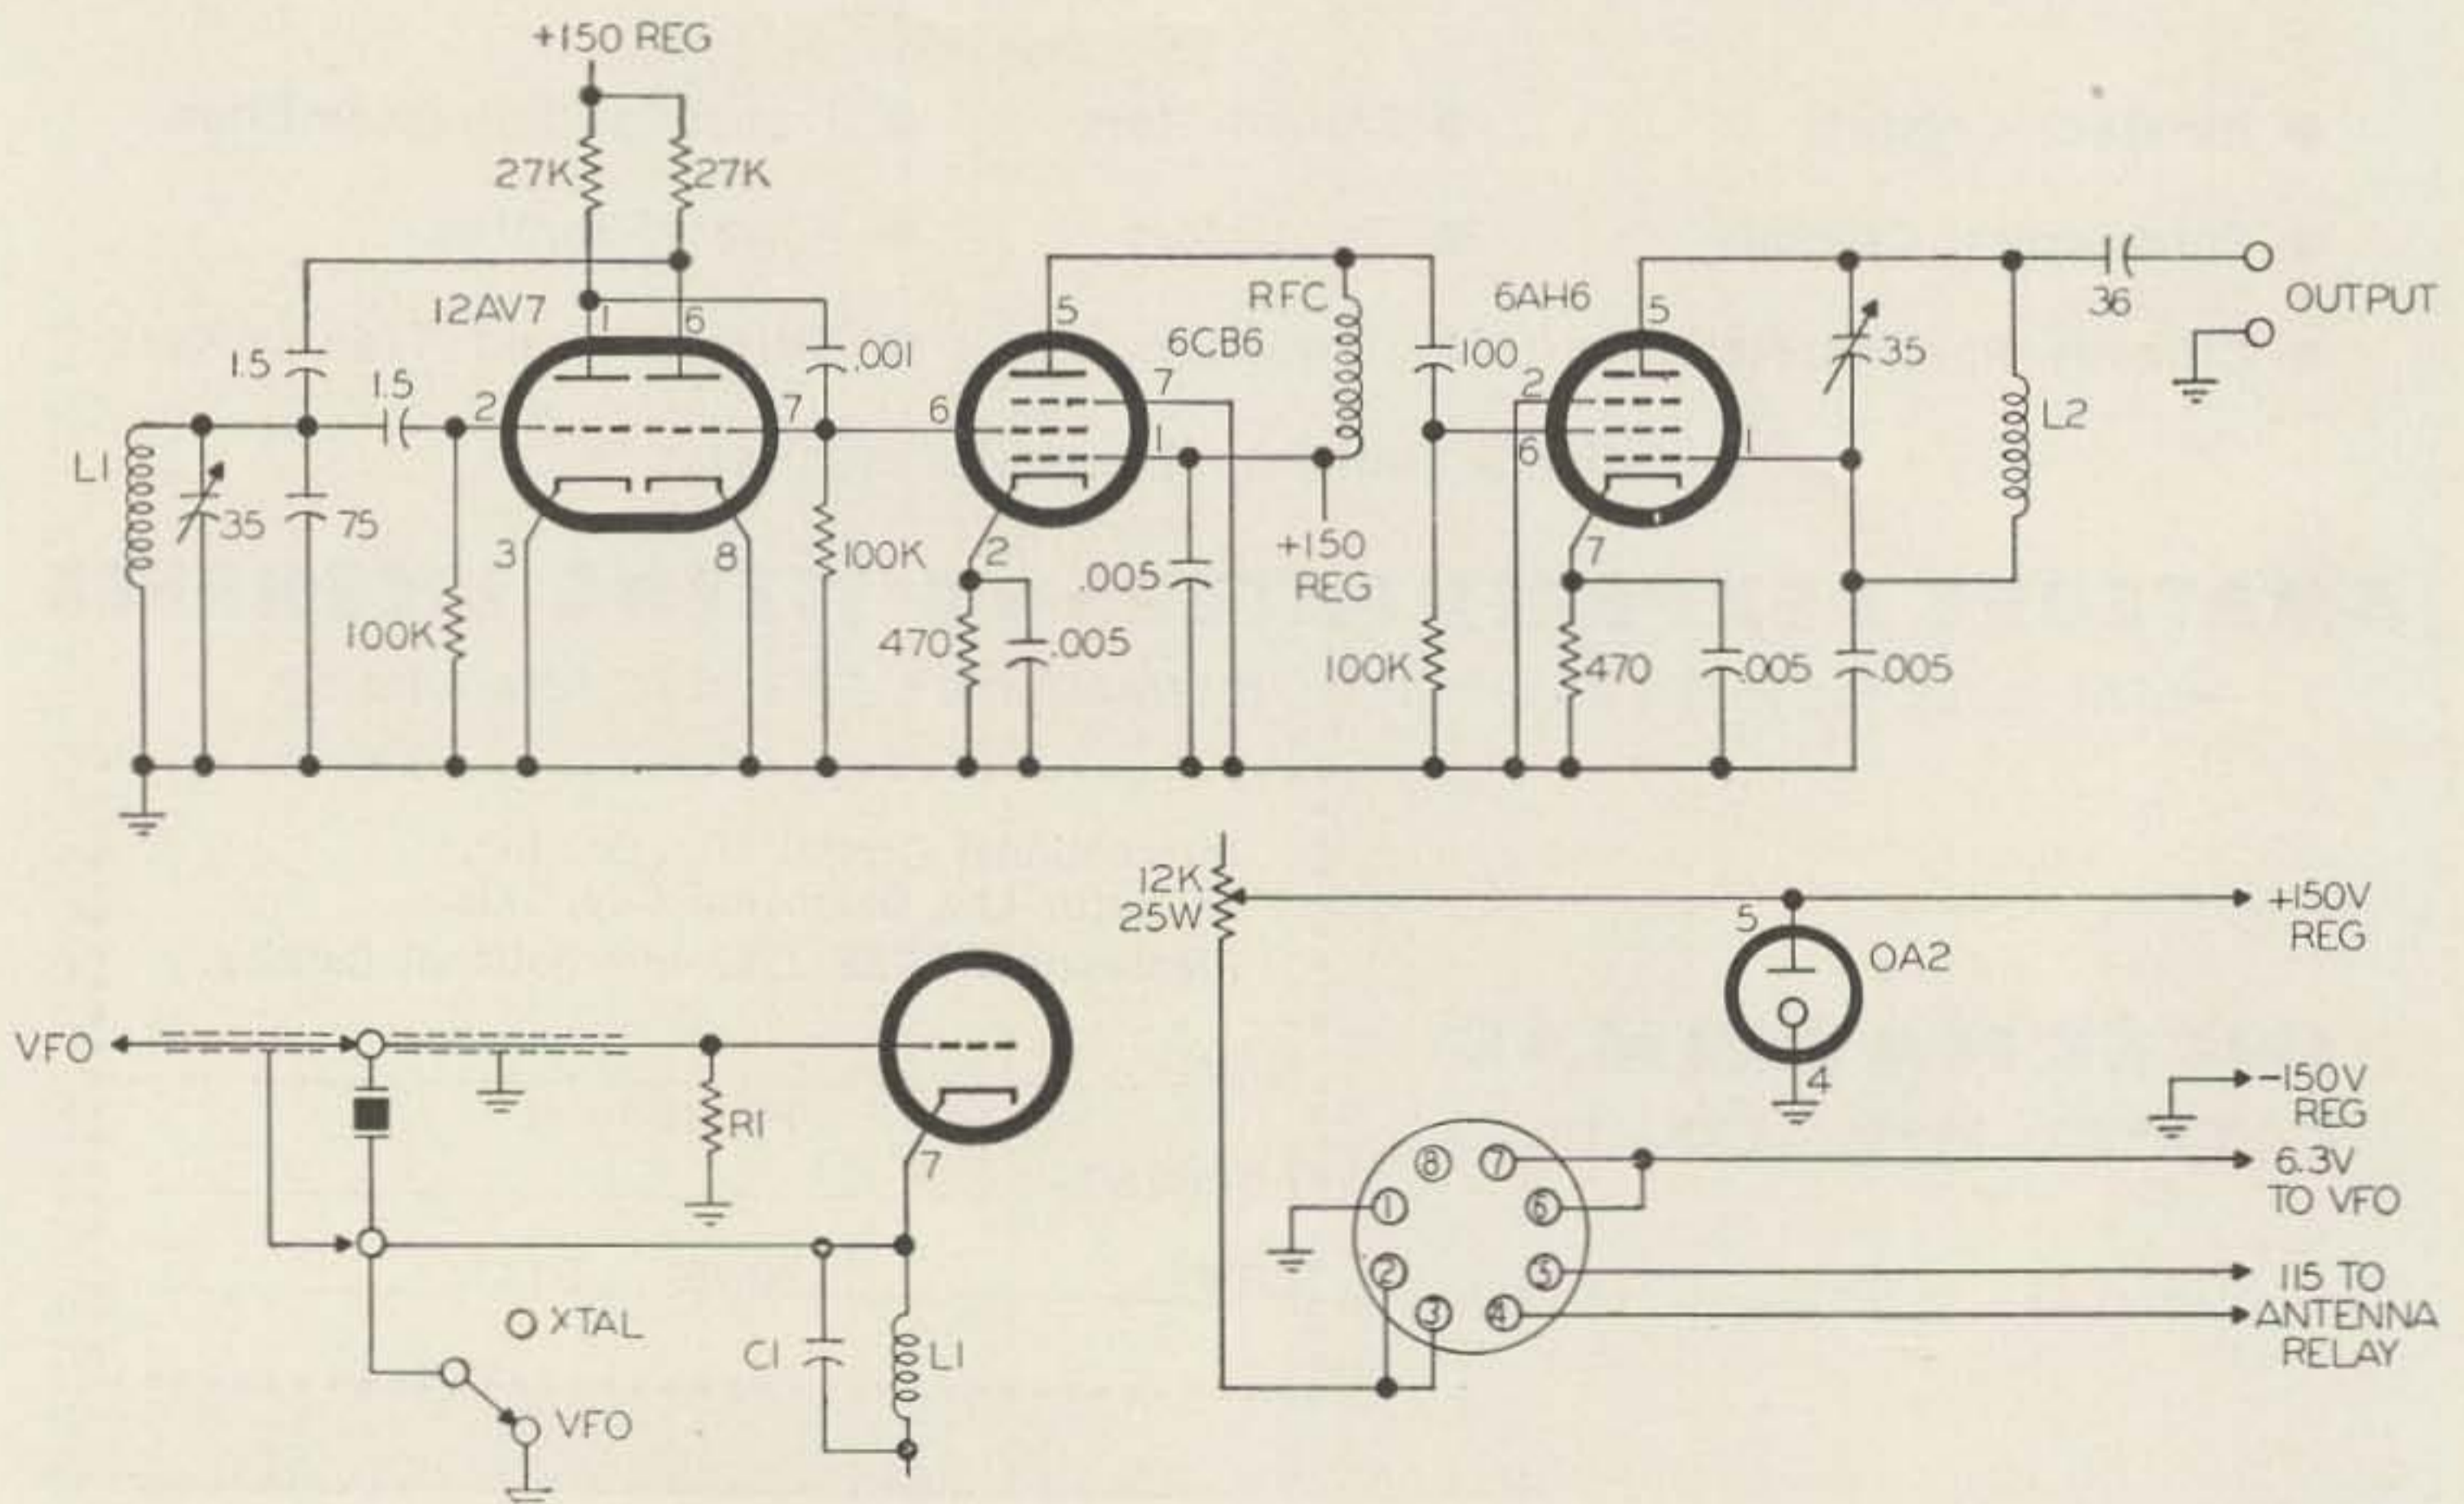 +150 REG
27K
27K
12AV7
1
6
1.5
1.5
2
7
.001
L1
35
75
100K
3
8
100K
6
5
6CB6
7
1
2
470
.005
.005
RFC
+150
REG
100
100K
6AH6
5
2
6
1
7
470
.005
.005
35
L2
36
OUTPUT
12K
25W
5
OA2
4
+150V
REG
-150V
REG
6.3V
TO VFO
115 TO
ANTENNA
RELAY
8
7
1
6
2
5
3
4
VFO
R1
7
C1
L1
XTAL
VFO